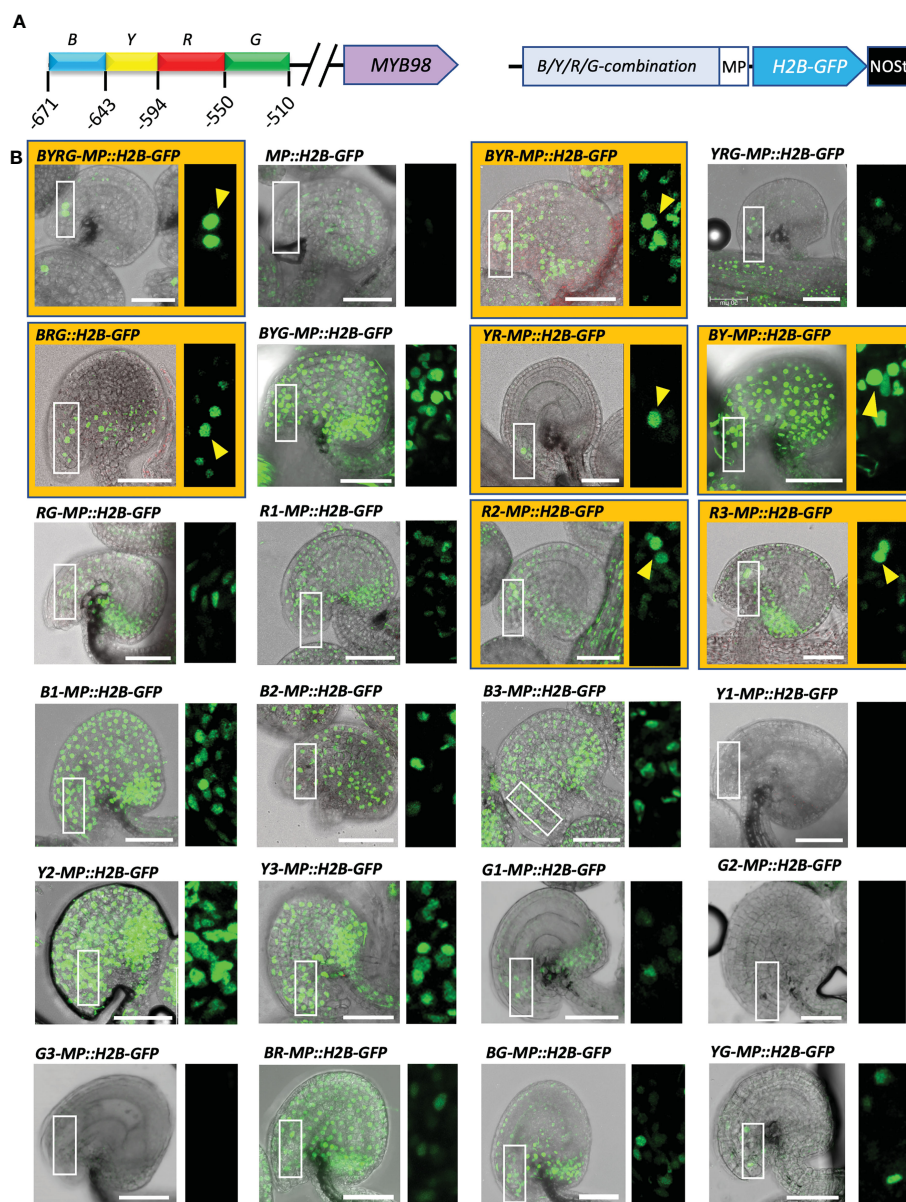 A
B Y R G
MYB98
-671
-643
-594
-550
-510
B/Y/R/G-combination MP H2B-GFP NOSt
B
BYRG-MP::H2B-GFP
MP::H2B-GFP
BYR-MP::H2B-GFP
YRG-MP::H2B-GFP
BRG::H2B-GFP
BYG-MP::H2B-GFP
YR-MP::H2B-GFP
BY-MP::H2B-GFP
RG-MP::H2B-GFP
R1-MP::H2B-GFP
R2-MP::H2B-GFP
R3-MP::H2B-GFP
B1-MP::H2B-GFP
B2-MP::H2B-GFP
B3-MP::H2B-GFP
Y1-MP::H2B-GFP
Y2-MP::H2B-GFP
Y3-MP::H2B-GFP
G1-MP::H2B-GFP
G2-MP::H2B-GFP
G3-MP::H2B-GFP
BR-MP::H2B-GFP
BG-MP::H2B-GFP
YG-MP::H2B-GFP